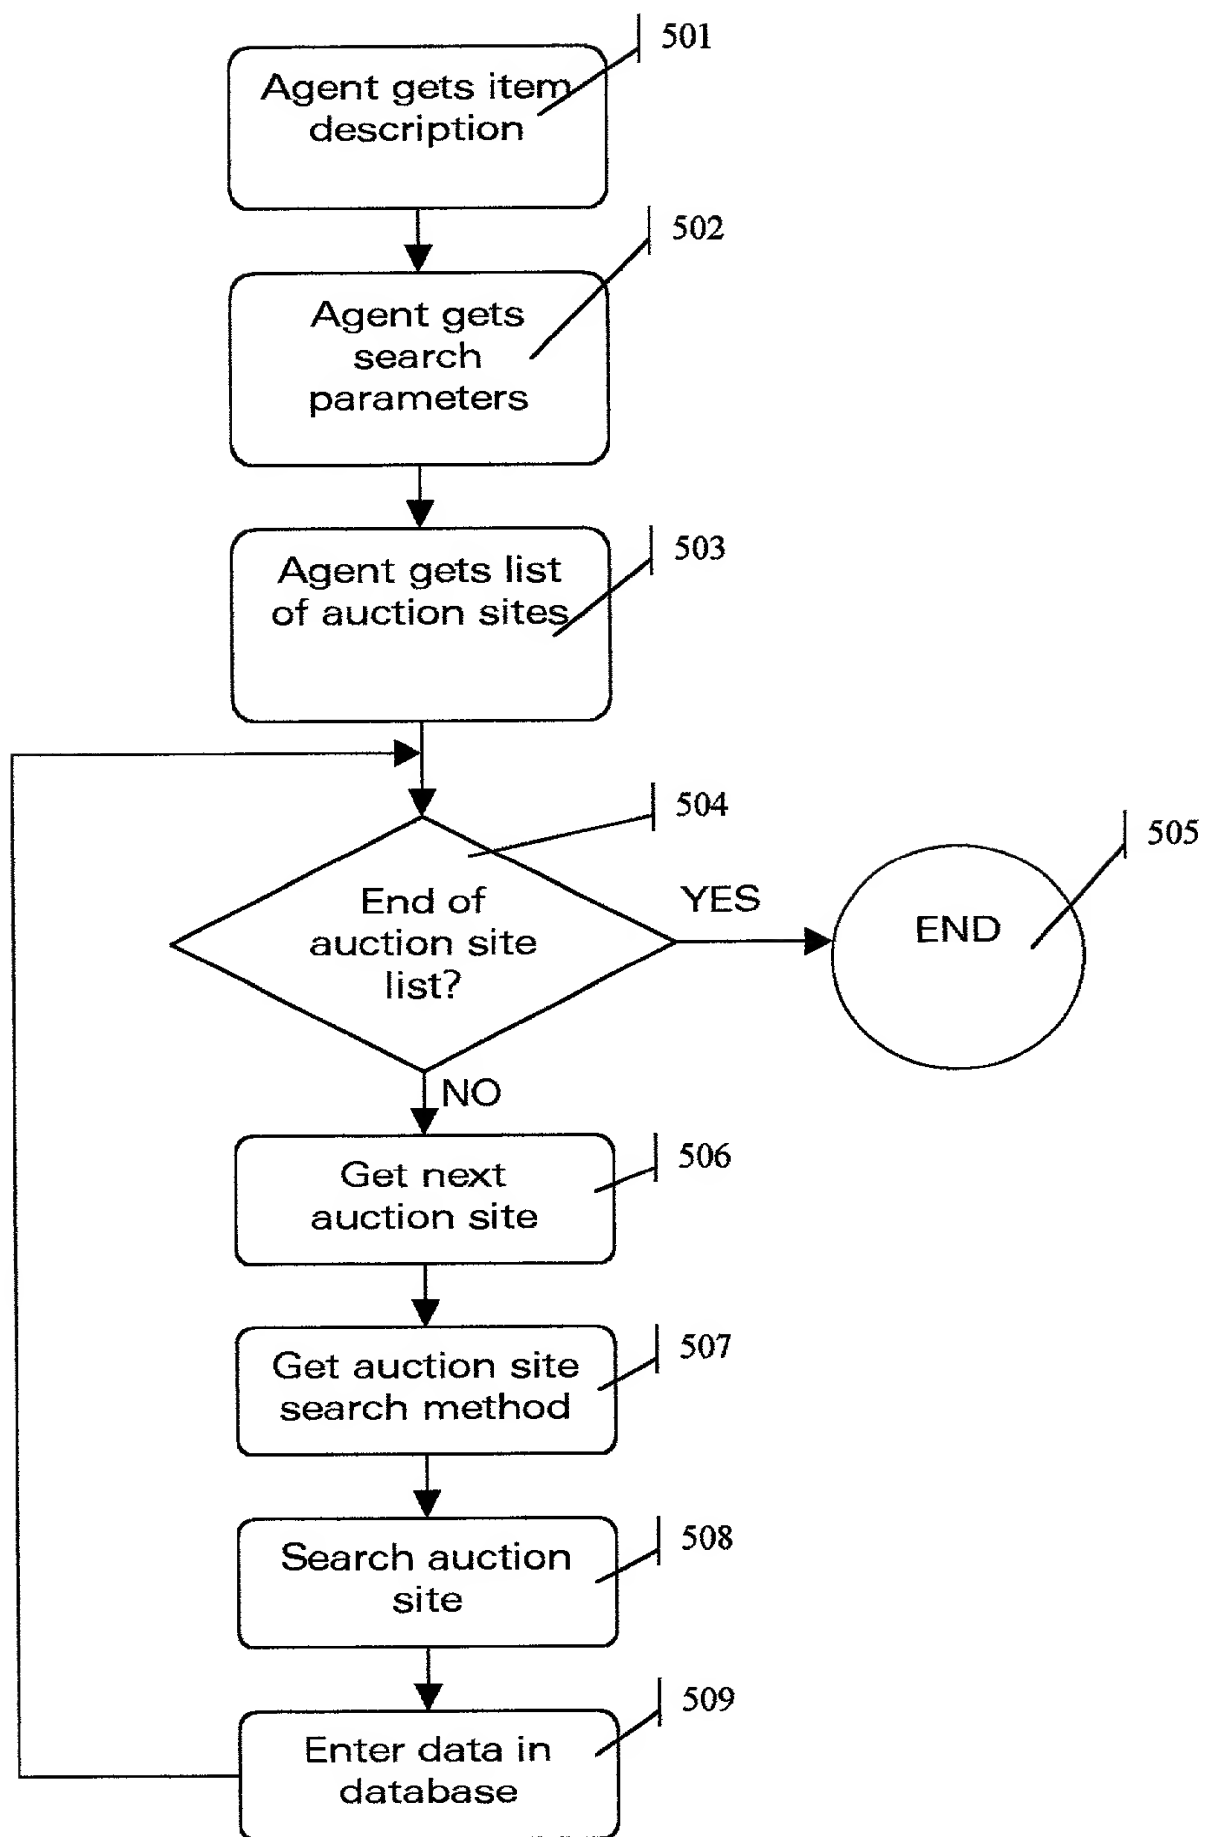 501
Agent gets item
description
502
Agent gets
search
parameters
503
Agent gets list
of auction sites
504
505
End of
auction site
list?
YES
END
NO
506
Get next
auction site
507
Get auction site
search method
508
Search auction
site
509
Enter data in
database